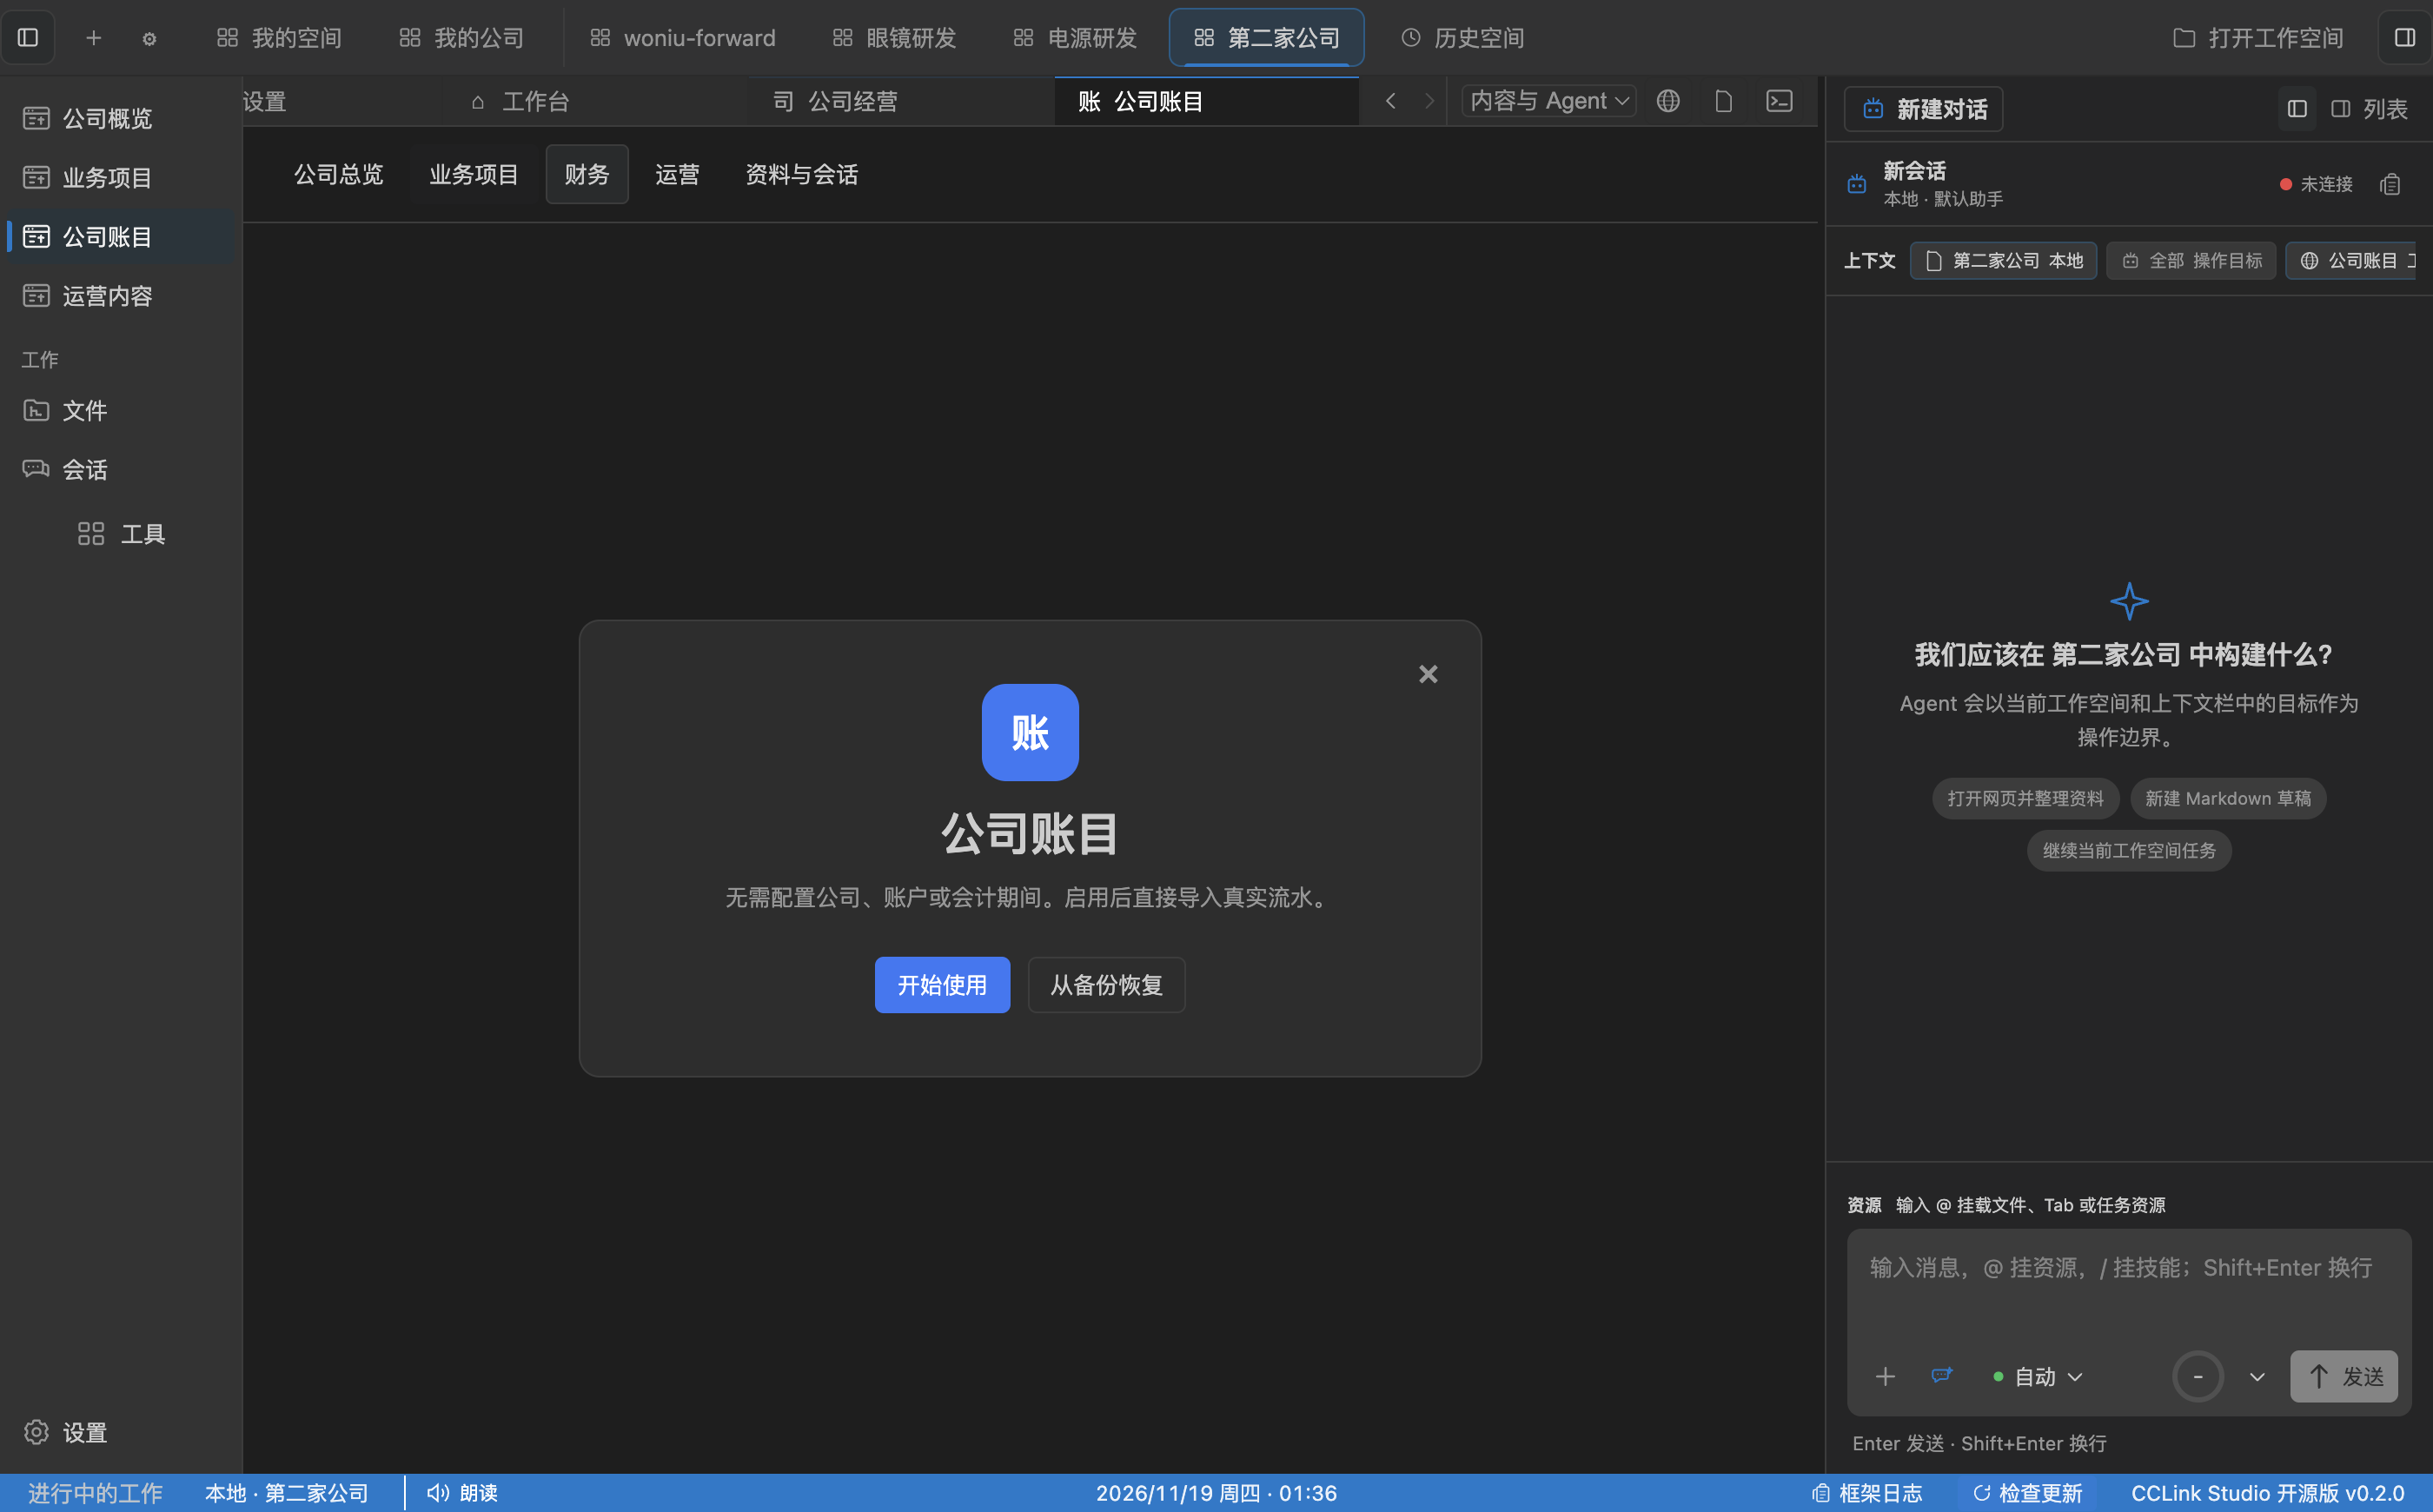 我的空间
我的公司
woniu-forward
眼镜研发
电源研发
第二家公司
历史空间
打开工作空间
公司概览
业务项目
公司账目
运营内容
工作
文件
会话
工具
设置
设置
工作台
司 公司经营
账 公司账目
内容与 Agent
公司总览
业务项目
财务
运营
资料与会话
账
公司账目
无需配置公司、账户或会计期间。启用后直接导入真实流水。
开始使用
从备份恢复
新建对话
列表
新会话
本地 · 默认助手
未连接
上下文
第二家公司 本地
全部 操作目标
公司账目
我们应该在 第二家公司 中构建什么?
Agent 会以当前工作空间和上下文栏中的目标作为
操作边界。
打开网页并整理资料
新建 Markdown 草稿
继续当前工作空间任务
资源 输入 @ 挂载文件、Tab 或任务资源
输入消息，@ 挂资源，/ 挂技能；Shift+Enter 换行
自动
-
发送
Enter 发送 · Shift+Enter 换行
进行中的工作
本地 · 第二家公司
朗读
2026/11/19 周四 · 01:36
框架日志
检查更新
CCLink Studio 开源版 v0.2.0